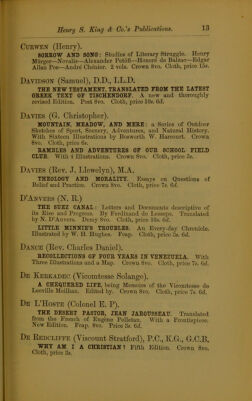 Henry S. King & Co.'s Publications. 13
CURWEN (Henry).
SORROW AND SONG: Studies of Literary Struggle. Henry
Mürger—Novalis—Alexander Petöfi—Honoré de Balzac—Edgar
Allan Poe—André Chénier. 2 vols. Crown 8vo. Cloth, price 15s.
DAVIDSON (Samuel), D.D., LL.D.
THE NEW TESTAMENT, TRANSLATED FROM THE LATEST
GREEK TEXT OF TISCHENDORF. A new and thoroughly
revised Edition. Post 8vo. Cloth, price 10s. 6d.
DAVIES (G. Christopher).
MOUNTAIN, MEADOW, AND MERE: a Series of Outdoor
Sketches of Sport, Scenery, Adventures, and Natural History.
With Sixteen Illustrations by Bosworth W. Harcourt. Crown
8vo. Cloth, price 6s.
RAMBLES AND ADVENTURES OF OUR SCHOOL FIELD
CLUB. With 4 Illustrations. Crown 8vo. Cloth, price 5s.
DAVIES (Rev. J. Llewelyn), M.A.
THEOLOGY AND MORALITY. Essays on Questions of
Belief and Practice. Crown 8vo. Cloth, price 7s. 6d.
D'ANVERS (N. R.)
THE SUEZ CANAL: Letters and Documents descriptive of
its Rise and Progress. By Ferdinand de Lesseps. Translated
by N. D'Anvers. Demy 8vo. Cloth, price 10s. 6d.
LITTLE MINNIE'S TROUBLES. An Every-day Chronicle.
Illustrated by W. H. Hughes. Fcap. Cloth, price 3s. 6d.
DANCE (Rev. Charles Daniel).
RECOLLECTIONS OF FOUR YEARS IN VENEZUELA. With
Three Illustrations and a Map. Crown 8vo. Cloth, price 7s. 6d.
DE KERKADEC (Vicomtesse Solange).
A CHEQUERED LIFE, being Memoirs of the Vicomtesse de
Leoville Meilhan. Edited by. Crown 8vo. Cloth, price 7s. 6d.
DE L'HOSTE (Colonel E. P).
THE DESERT PASTOR, JEAN JAROUSSEAU. Translated
from the French of Eugène Pelletan. With a Frontispiece.
New Edition. Fcap. 8vo. Price 3s. 6d.
DE REDCLIFFE (Viscount Stratford), P.C., K.G., G.C.B.
WHY AM I A CHRISTIAN? Fifth Edition. Crown 8vo.
Cloth, price 3s.